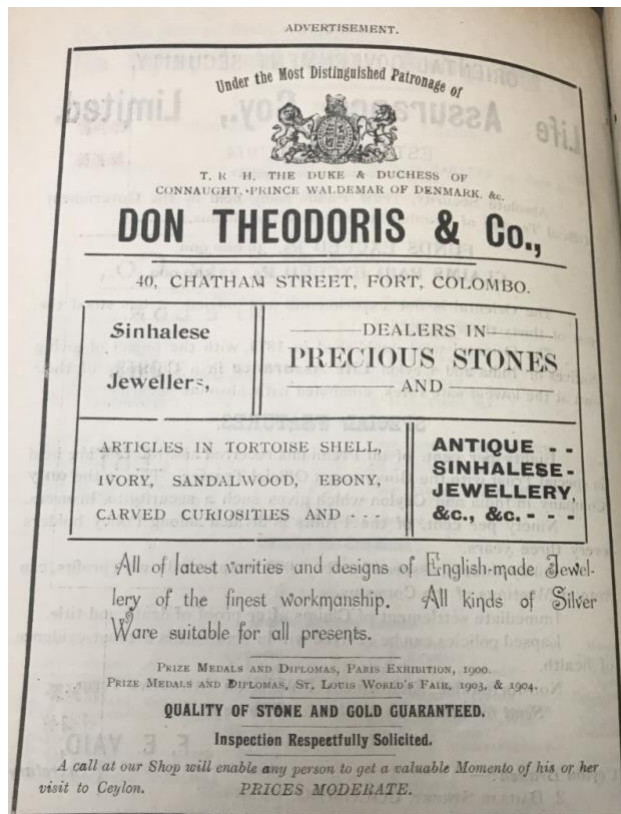 ADVERTISEMENT.
Under the Most Distinguished Patronage of
T. R H. THE DUKE & DUCHESS OF
CONNAUGHT, PRINCE WALDEMAR OF DENMARK, &c.
DON THEODORIS & Co.,
40, CHATHAM STREET, FORT, COLOMBO.
Sinhalese
Jewellers,
DEALERS IN
PRECIOUS STONES
AND
ARTICLES IN TORTOISE SHELL,
IVORY, SANDALWOOD, EBONY,
CARVED CURIOSITIES AND - - -
ANTIQUE - -
SINHALESE -
JEWELLERY,
&c., &c. - - -
All of latest varities and designs of English-made Jewel-
lery of the finest workmanship. All kinds of Silver
Ware suitable for all presents.
PRIZE MEDALS AND DIPLOMAS, PARIS EXHIBITION, 1900.
PRIZE MEDALS AND DIPLOMAS, ST. LOUIS WORLD'S FAIR, 1903, & 1904.
QUALITY OF STONE AND GOLD GUARANTEED.
Inspection Respectfully Solicited.
A call at our Shop will enable any person to get a valuable Momento of his or her
visit to Ceylon. PRICES MODERATE.